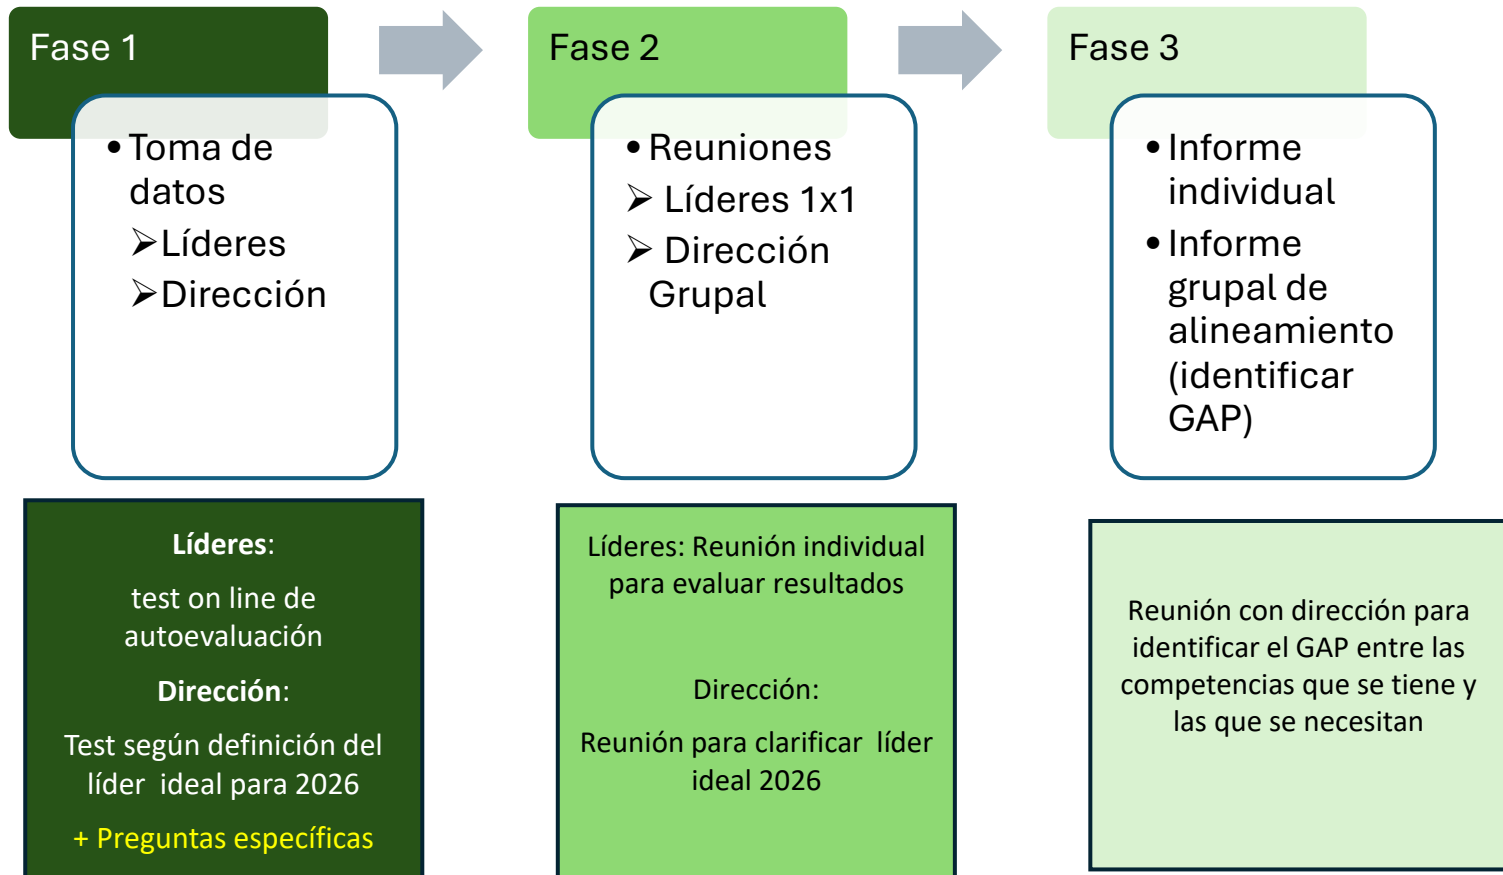 Fase 1
• Toma de
datos
➢Líderes
➢Dirección
Líderes:
test on line de
autoevaluación
Dirección:
Test según definición del
líder ideal para 2026
+ Preguntas específicas
Fase 2
• Reuniones
➢ Líderes 1x1
➢ Dirección
Grupal
Líderes: Reunión individual
para evaluar resultados
Dirección:
Reunión para clarificar líder
ideal 2026
Fase 3
• Informe
individual
• Informe
grupal de
alineamiento
(identificar
GAP)
Reunión con dirección para
identificar el GAP entre las
competencias que se tiene y
las que se necesitan